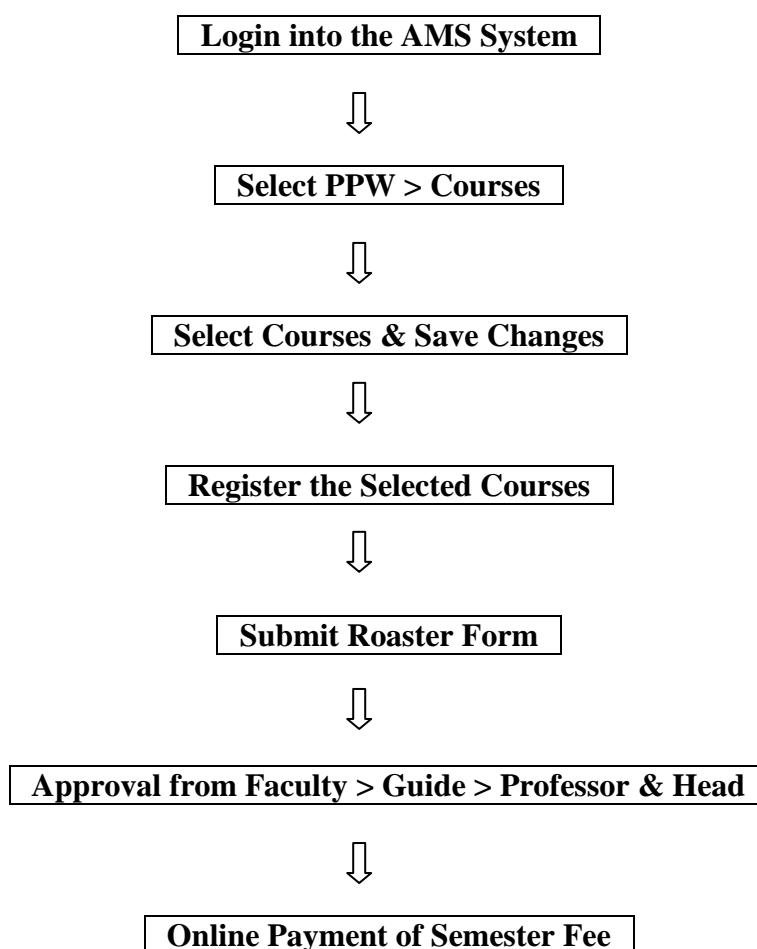 Login into the AMS System
Select PPW > Courses
Select Courses & Save Changes
Register the Selected Courses
Submit Roaster Form
Approval from Faculty > Guide > Professor & Head
Online Payment of Semester Fee